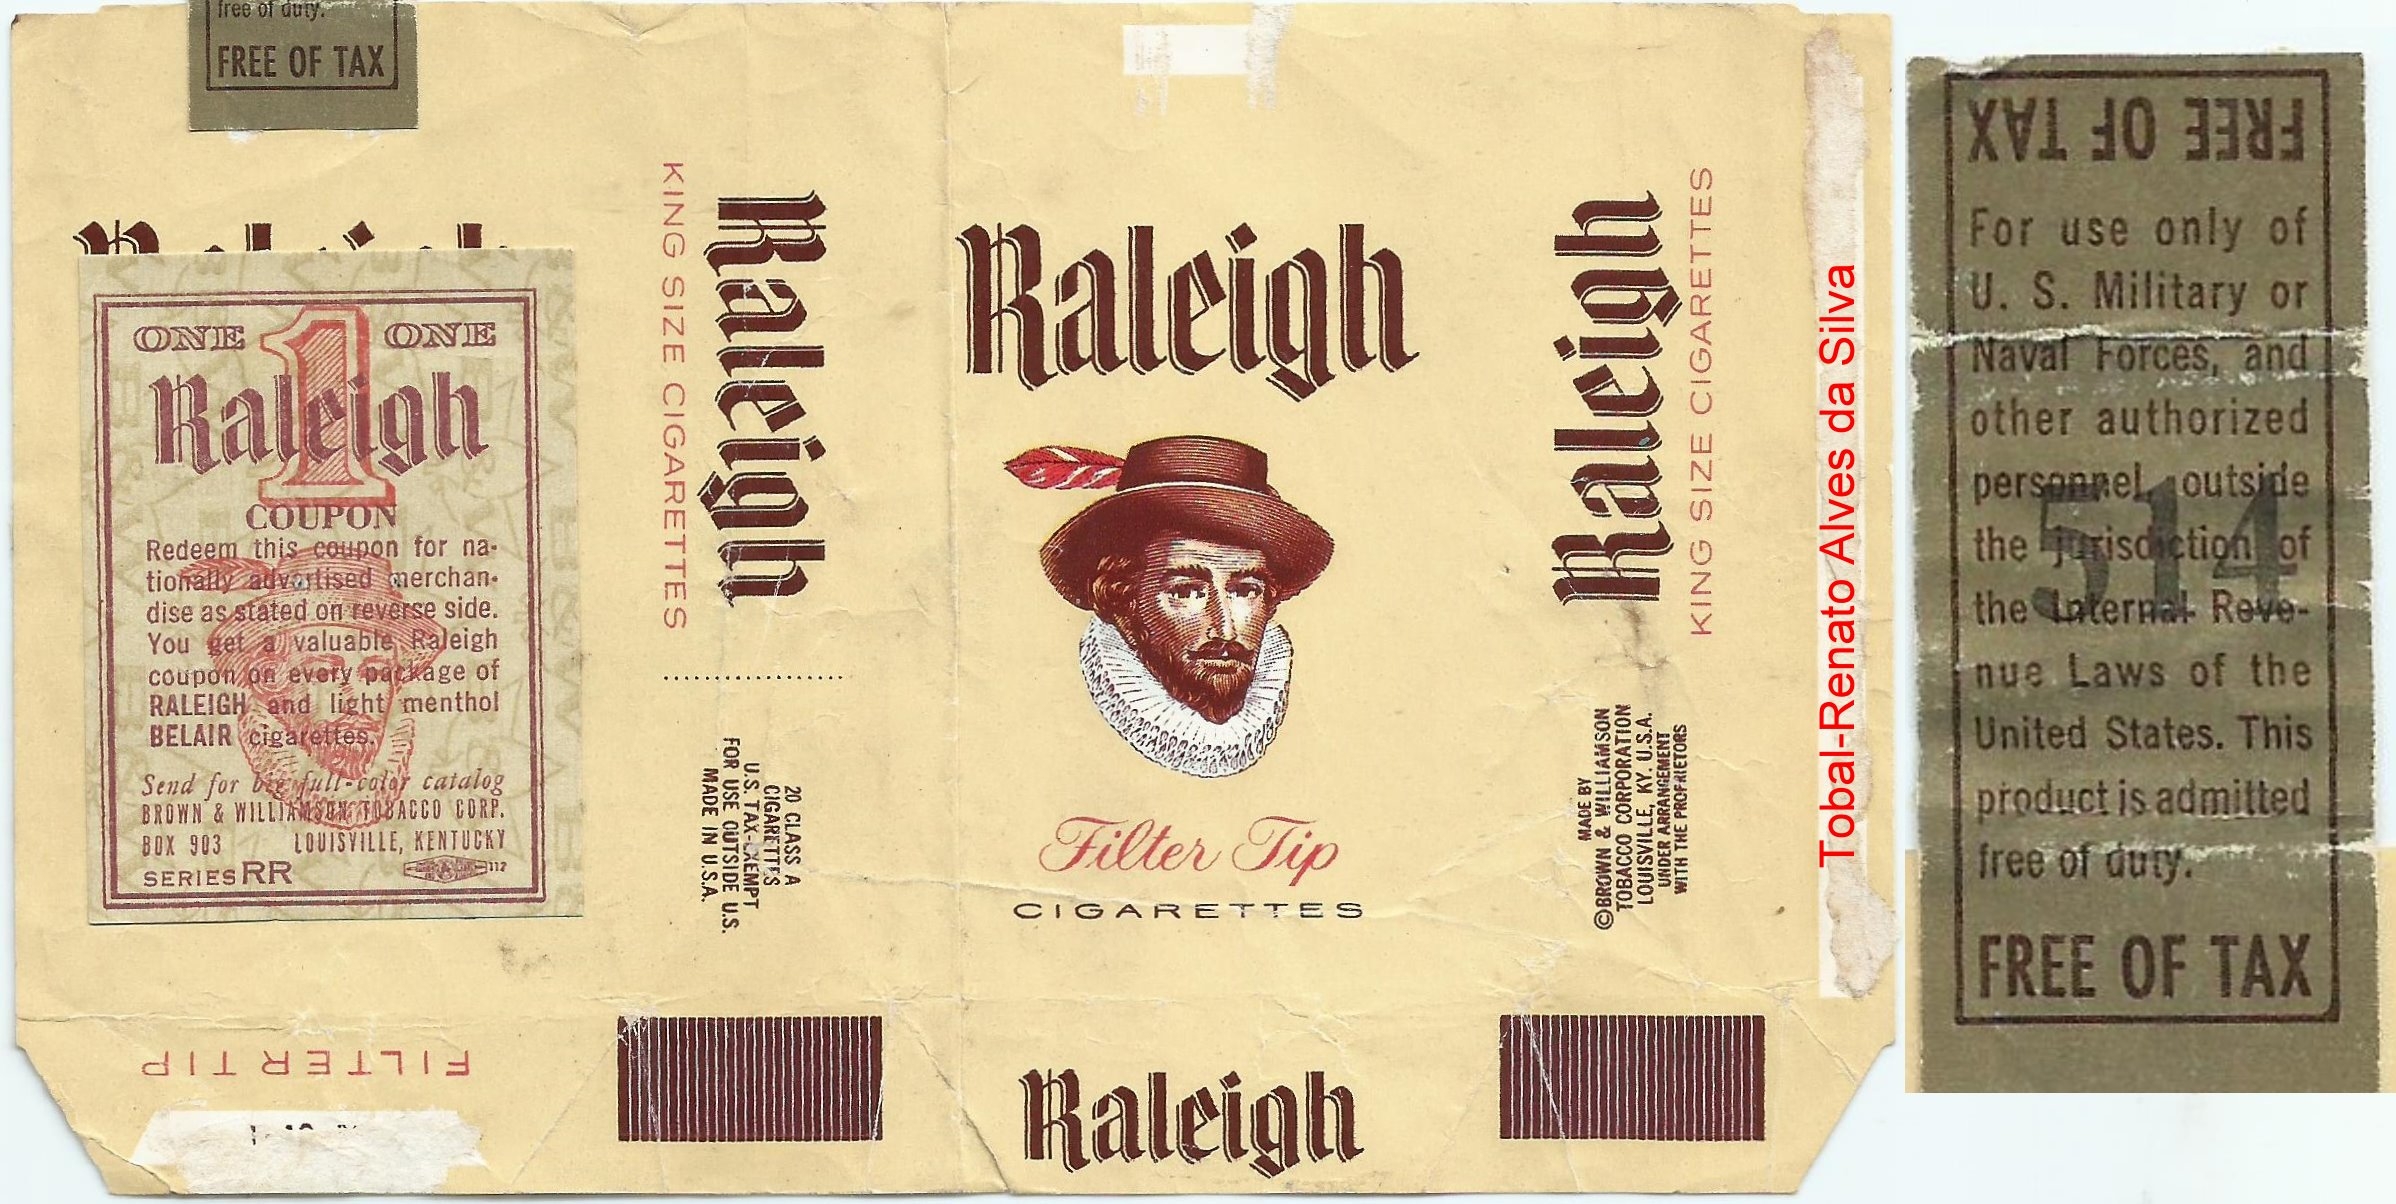 free of duty.
FREE OF TAX
ONE 1 ONE
Raleigh
COUPON
Redeem this coupon for na-
tionally advertised merchan-
dise as stated on reverse side.
You get a valuable Raleigh
coupon on every package of
RALEIGH and light menthol
BELAIR cigarettes.
Send for big full-color catalog
BROWN & WILLIAMSON TOBACCO CORP.
BOX 903 LOUISVILLE, KENTUCKY
SERIES RR
117
FILTER TIP
KING SIZE CIGARETTES
Raleigh
20 CLASS A
CIGARETTES
U.S. TAX-EXEMPT
FOR USE OUTSIDE U.S.
MADE IN U.S.A.
Raleigh
Filter Tip
CIGARETTES
Raleigh
Raleigh
KING SIZE CIGARETTES
MADE BY
©BROWN & WILLIAMSON
TOBACCO CORPORATION
LOUISVILLE, KY. U.S.A.
UNDER ARRANGEMENT
WITH THE PROPRIETORS
Tobal-Renato Alves da Silva
FREE OF TAX
For use only of
U. S. Military or
Naval Forces, and
other authorized
personnel outside
the jurisdiction of
the Internal Reve-
nue Laws of the
United States. This
product is admitted
free of duty.
FREE OF TAX
514